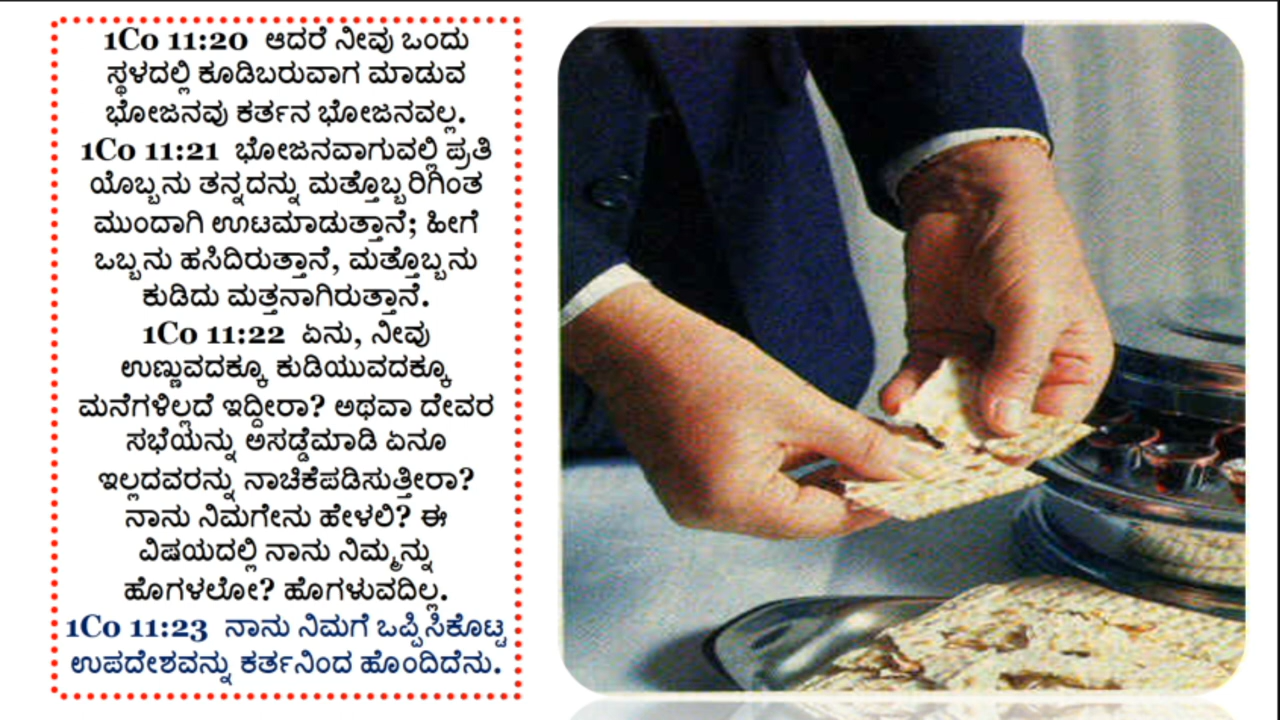 1Co 11:20 ಆದರೆ ನೀವು ಒಂದು
ಸ್ಥಳದಲ್ಲಿ ಕೂಡಿಬರುವಾಗ ಮಾಡುವ
ಭೋಜನವು ಕರ್ತನ ಭೋಜನವಲ್ಲ.
1Co 11:21 ಭೋಜನವಾಗುವಲ್ಲಿ ಪ್ರತಿ
ಯೊಬ್ಬನು ತನ್ನದನ್ನು ಮತ್ತೊಬ್ಬರಿಗಿಂತ
ಮುಂದಾಗಿ ಊಟಮಾಡುತ್ತಾನೆ; ಹೀಗೆ
ಒಬ್ಬನು ಹಸಿದಿರುತ್ತಾನೆ, ಮತ್ತೊಬ್ಬನು
ಕುಡಿದು ಮತ್ತನಾಗಿರುತ್ತಾನೆ.
1Co 11:22 ಏನು, ನೀವು
ಉಣ್ಣುವದಕ್ಕೂ ಕುಡಿಯುವದಕ್ಕೂ
ಮನೆಗಳಿಲ್ಲದೆ ಇದ್ದೀರಾ? ಅಥವಾ ದೇವರ
ಸಭೆಯನ್ನು ಅಸಡ್ಡೆಮಾಡಿ ಏನೂ
ಇಲ್ಲದವರನ್ನು ನಾಚಿಕೆಪಡಿಸುತ್ತೀರಾ?
ನಾನು ನಿಮಗೇನು ಹೇಳಲಿ? ಈ
ವಿಷಯದಲ್ಲಿ ನಾನು ನಿಮ್ಮನ್ನು
ಹೊಗಳಲೋ? ಹೊಗಳುವದಿಲ್ಲ.
1Co 11:23 ನಾನು ನಿಮಗೆ ಒಪ್ಪಿಸಿಕೊಟ್ಟ
ಉಪದೇಶವನ್ನು ಕರ್ತನಿಂದ ಹೊಂದಿದೆನು.